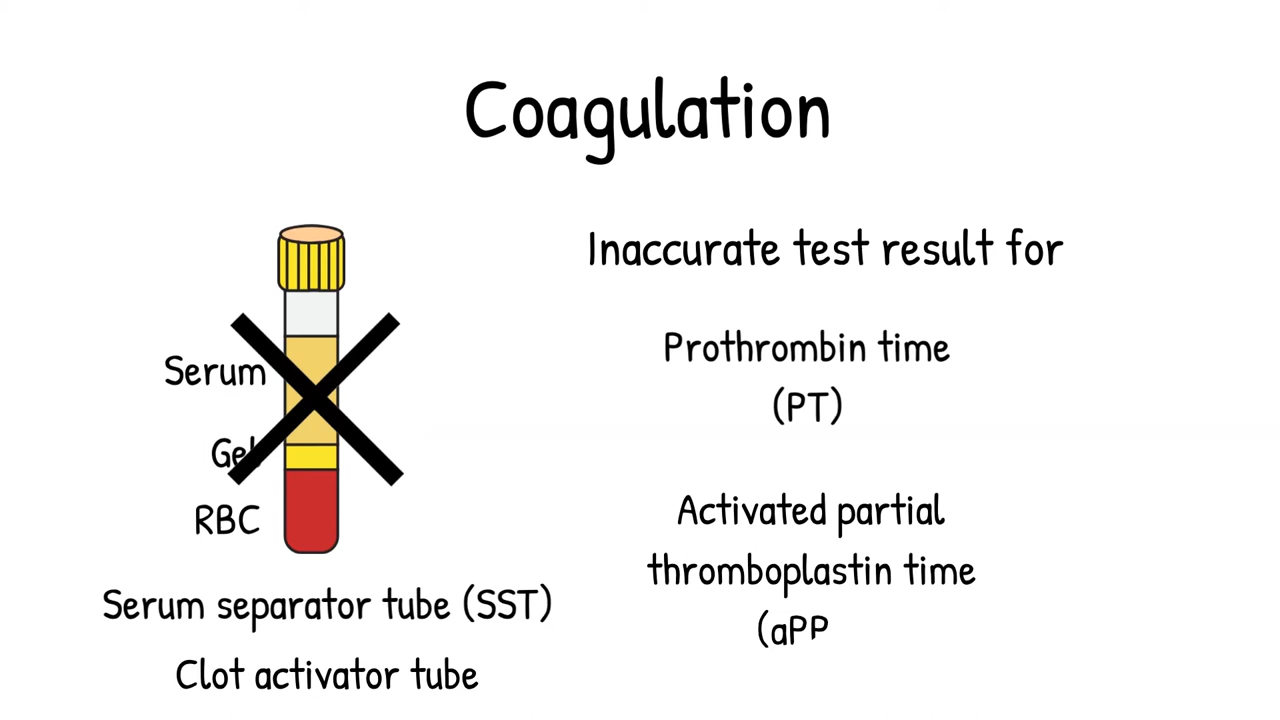 Coagulation
Serum
Gel
RBC
Serum separator tube (SST)
Clot activator tube
Inaccurate test result for
Prothrombin time
(PT)
Activated partial
thromboplastin time
(aPP